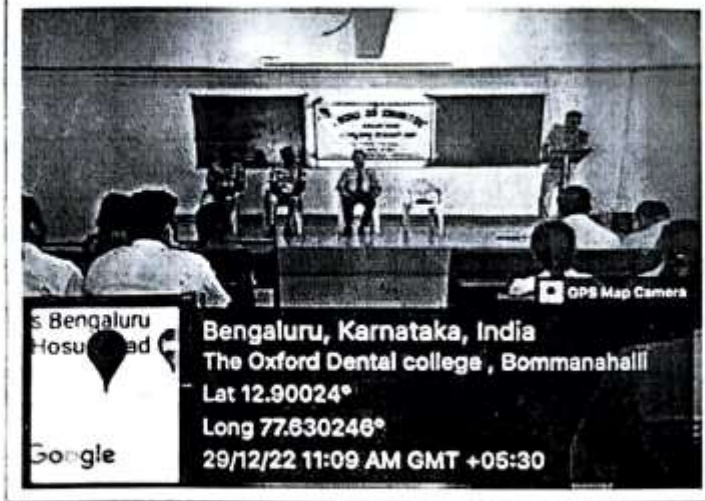 GPS Map Camera
s Bengaluru
Hosu ad
Google
Bengaluru, Karnataka, India
The Oxford Dental college , Bommanahalli
Lat 12.90024°
Long 77.630246°
29/12/22 11:09 AM GMT +05:30